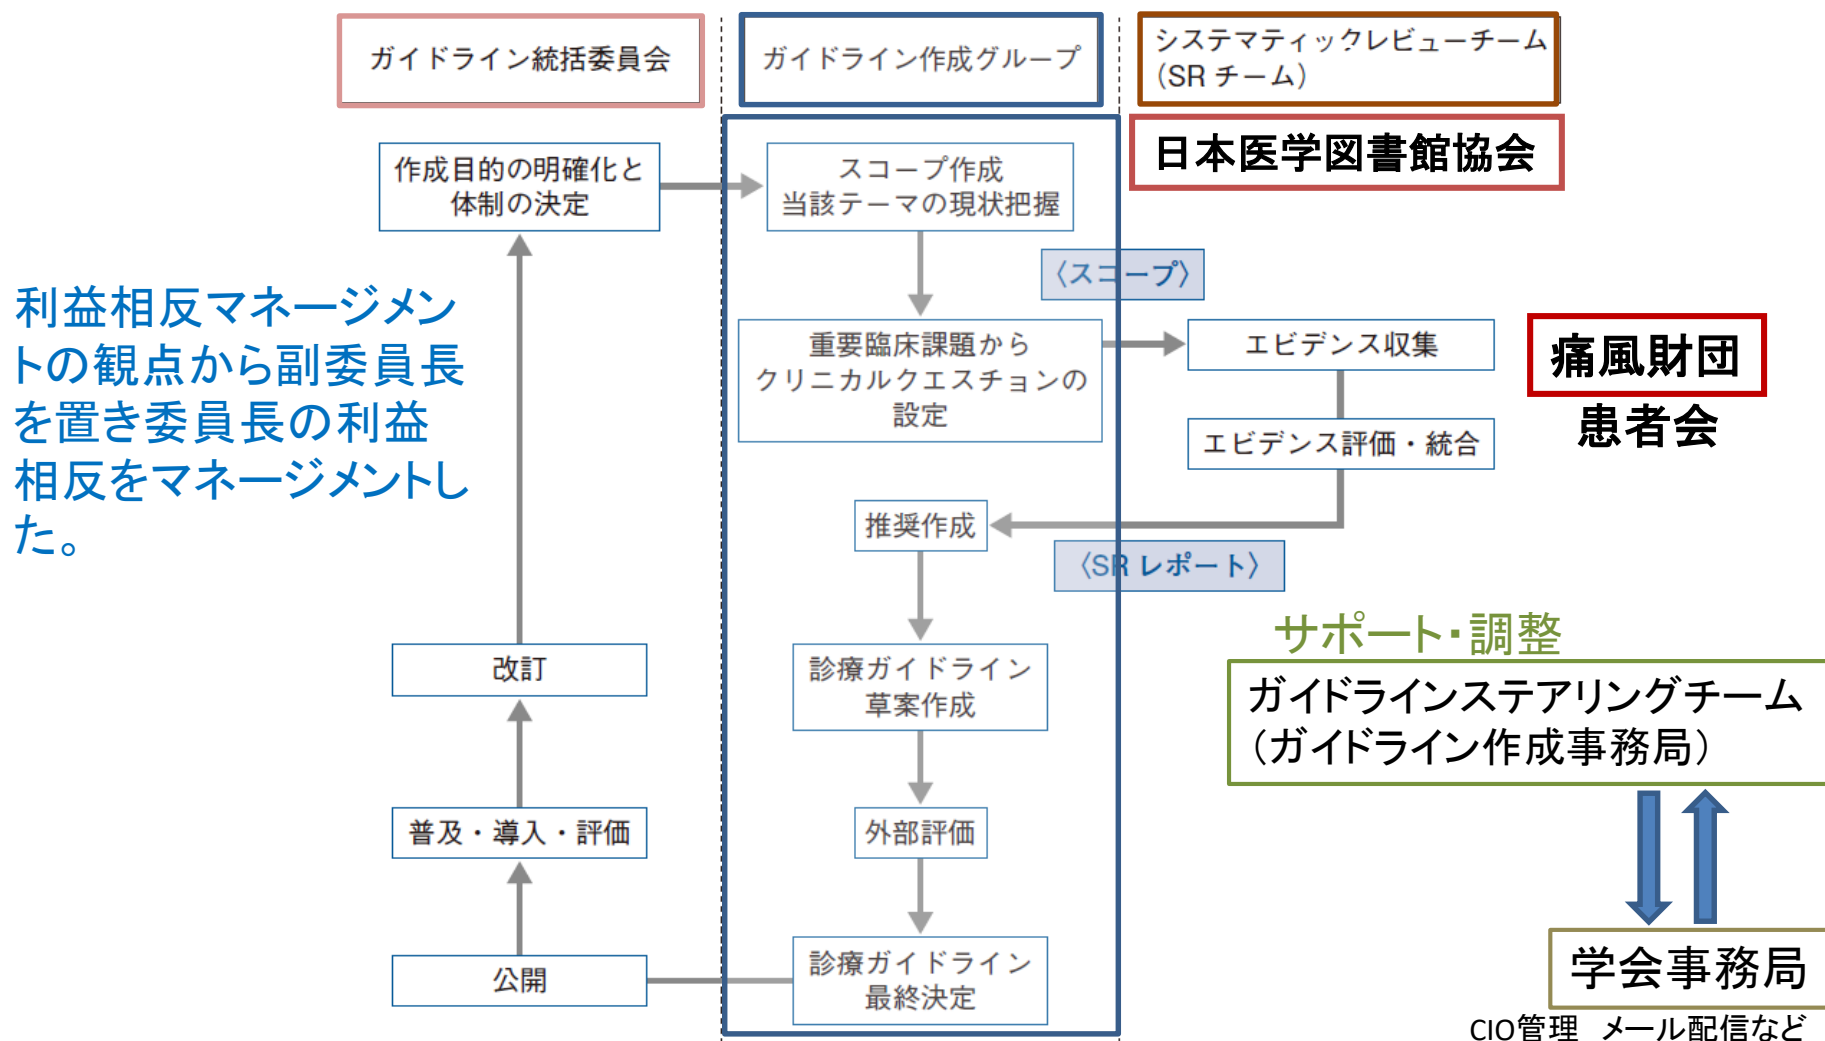 ガイドライン統括委員会
ガイドライン作成グループ
システマティックレビューチーム
(SR チーム)
日本医学図書館協会
作成目的の明確化と
体制の決定
スコープ作成
当該テーマの現状把握
〈スコープ〉
利益相反マネージメン
トの観点から副委員長
を置き委員長の利益
相反をマネージメントし
た。
重要臨床課題から
クリニカルクエスチョンの
設定
エビデンス収集
エビデンス評価・統合
痛風財団
患者会
推奨作成
〈SR レポート〉
サポート・調整
ガイドラインステアリングチーム
（ガイドライン作成事務局）
改訂
診療ガイドライン
草案作成
普及・導入・評価
外部評価
公開
診療ガイドライン
最終決定
学会事務局
CIO管理　メール配信など